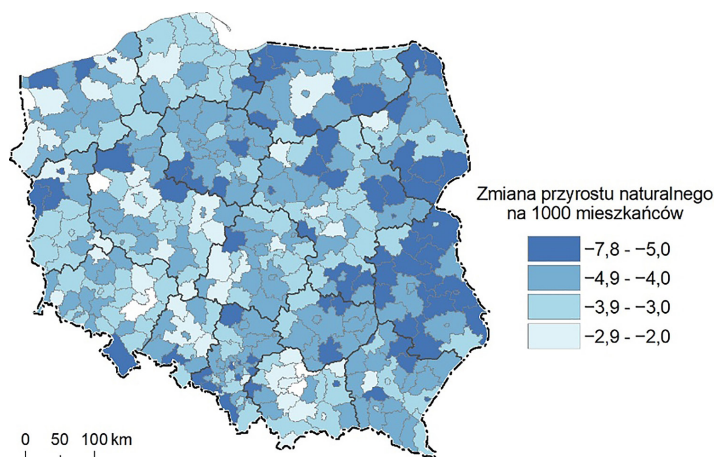 Zmiana przyrostu naturalnego
na 1000 mieszkańców
−7,8 - −5,0
−4,9 - −4,0
−3,9 - −3,0
−2,9 - −2,0
0 50 100 km